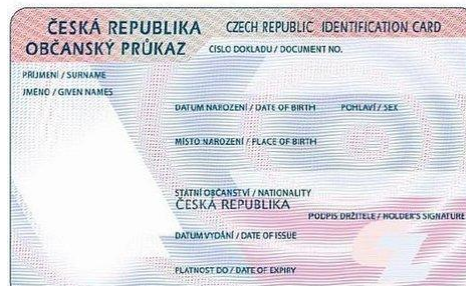 ČESKÁ REPUBLIKA CZECH REPUBLIC IDENTIFICATION CARD
OBČANSKÝ PRŮKAZ ČÍSLO DOKLADU / DOCUMENT NO.
PŘÍJMENÍ / SURNAME
JMÉNO / GIVEN NAMES
DATUM NAROZENÍ / DATE OF BIRTH POHLAVÍ / SEX
MÍSTO NAROZENÍ / PLACE OF BIRTH
STÁTNÍ OBČANSTVÍ / NATIONALITY
ČESKÁ REPUBLIKA
PODPIS DRŽITELE / HOLDER'S SIGNATURE
DATUM VYDÁNÍ / DATE OF ISSUE
PLATNOST DO / DATE OF EXPIRY